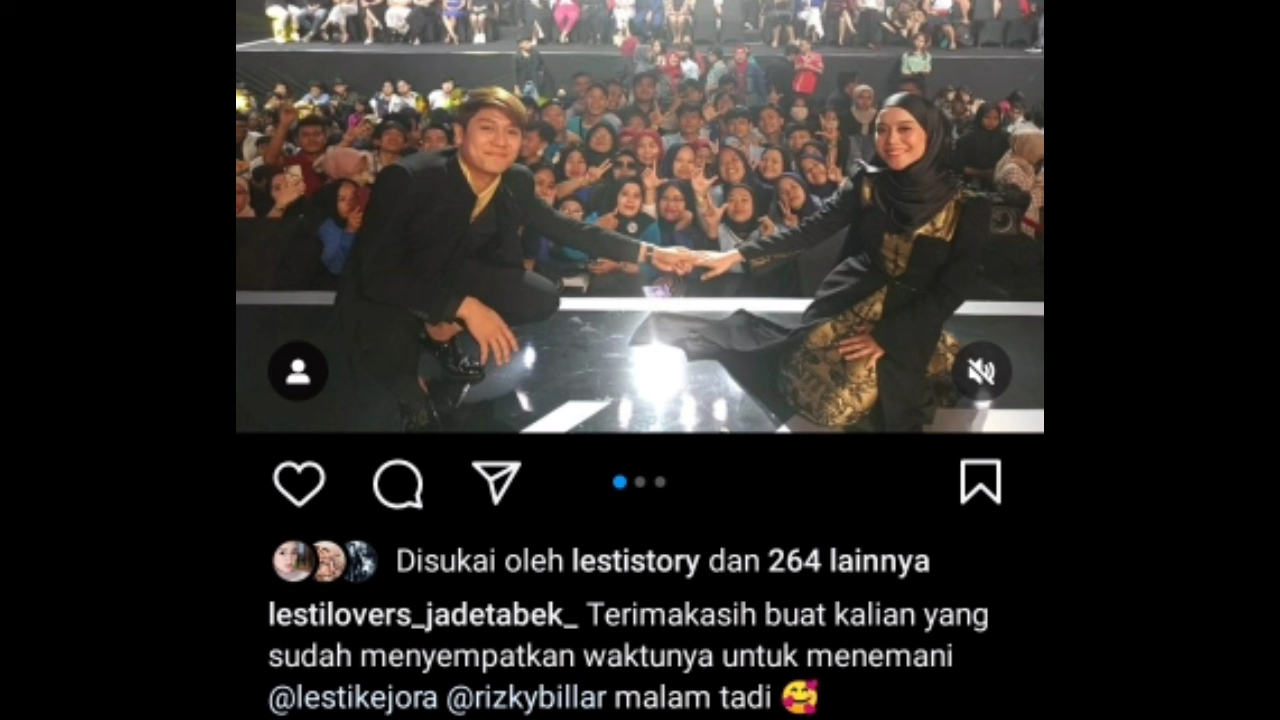 Disukai oleh lestistory dan 264 lainnya
lestilovers_jadetabek_ Terimakasih buat kalian yang
sudah menyempatkan waktunya untuk menemani
@lestikejora @rizkybillar malam tadi 🥰